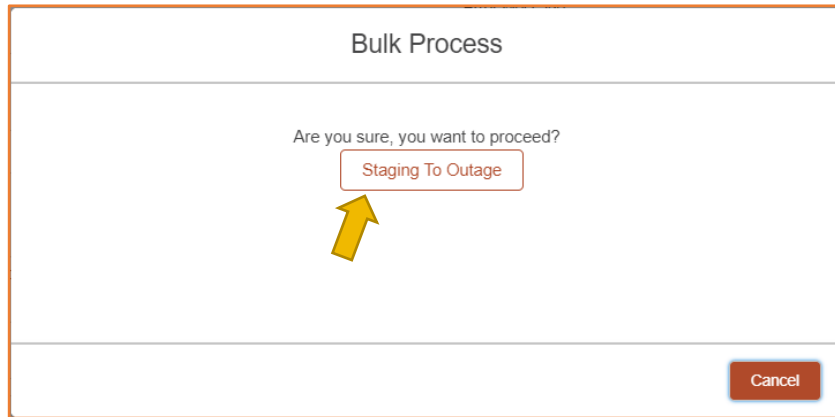 Bulk Process
Are you sure, you want to proceed?
Staging To Outage
Cancel